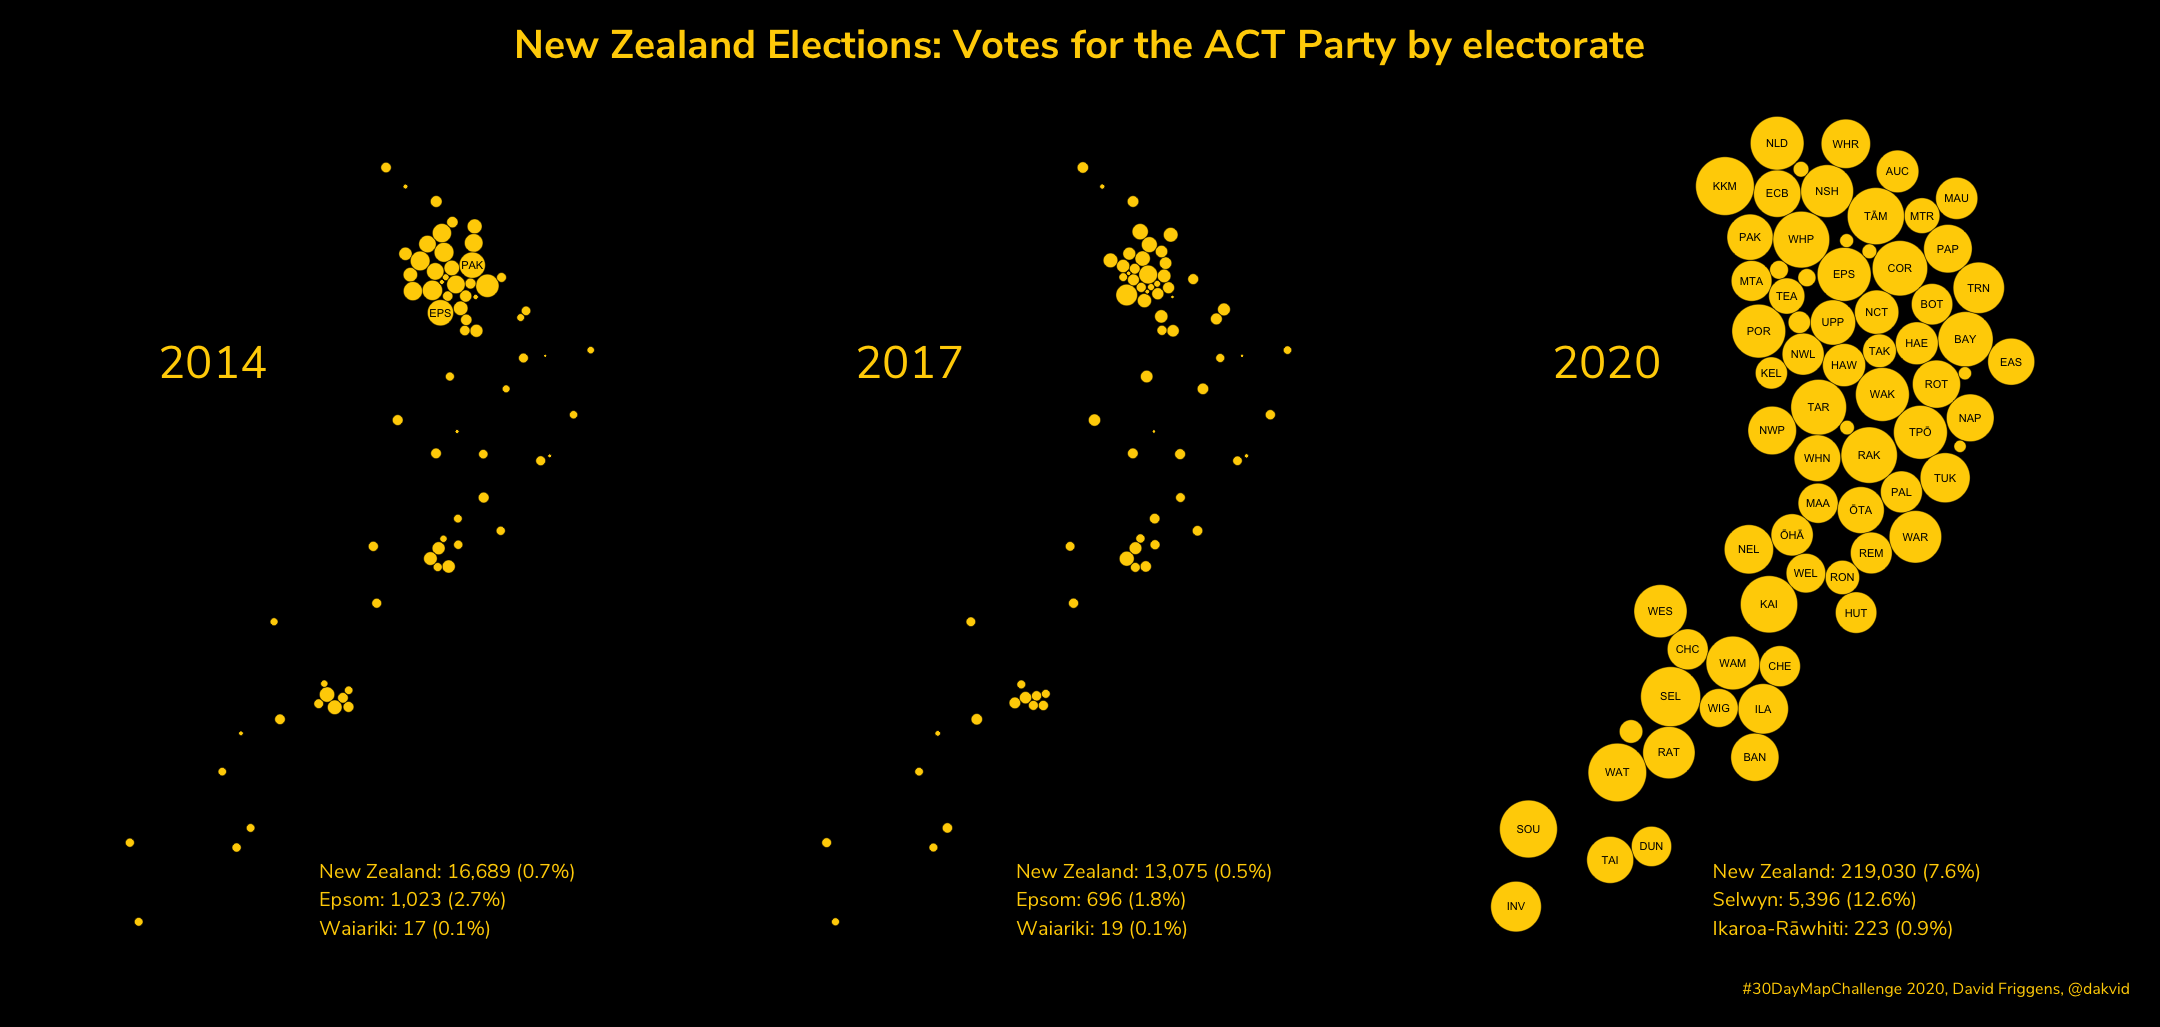 New Zealand Elections: Votes for the ACT Party by electorate
2014
PAK
EPS
New Zealand: 16,689 (0.7%)
Epsom: 1,023 (2.7%)
Waiariki: 17 (0.1%)
2017
New Zealand: 13,075 (0.5%)
Epsom: 696 (1.8%)
Waiariki: 19 (0.1%)
2020
NLD
WHR
AUC
KKM
ECB
NSH
MAU
TĀM
MTR
PAK
WHP
PAP
EPS
COR
MTA
TEA
TRN
BOT
NCT
UPP
POR
BAY
HAE
TAK
NWL
EAS
HAW
KEL
ROT
WAK
TAR
NAP
NWP
TPŌ
RAK
WHN
TUK
PAL
MAA
ŌTA
ŌHĀ
WAR
NEL
REM
WEL
RON
KAI
WES
HUT
CHC
WAM
CHE
SEL
WIG
ILA
RAT
BAN
WAT
SOU
DUN
TAI
INV
New Zealand: 219,030 (7.6%)
Selwyn: 5,396 (12.6%)
Ikaroa-Rāwhiti: 223 (0.9%)
#30DayMapChallenge 2020, David Friggens, @dakvid